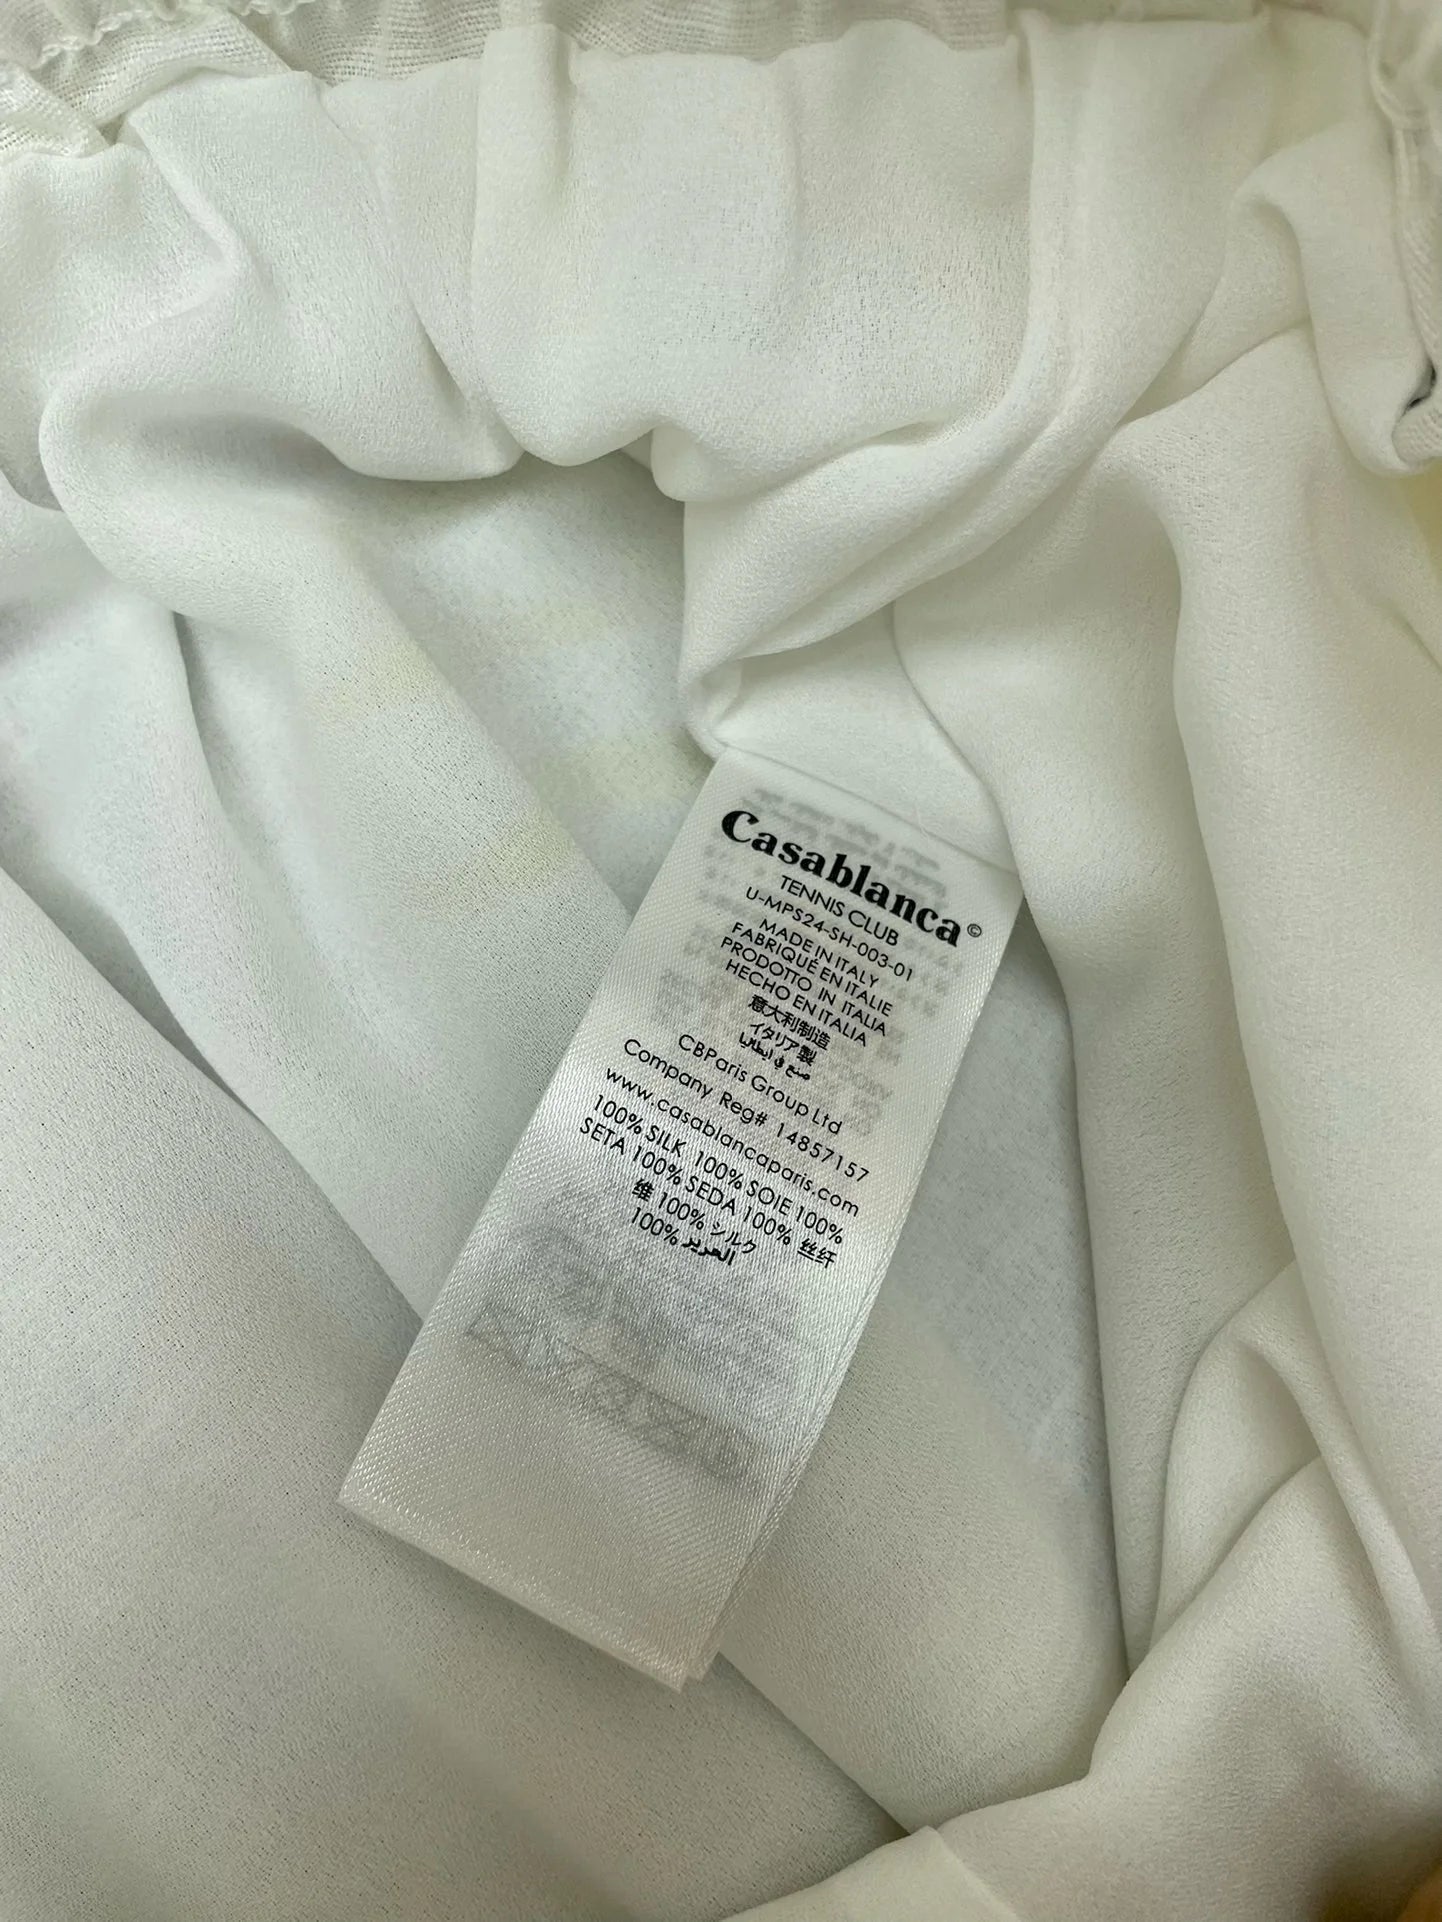 Casablanca©
TENNIS CLUB
U-MPS24-SH-003-01
MADE IN ITALY
FABRIQUÉ EN ITALIE
PRODOTTO IN ITALIA
HECHO EN ITALIA
意大利制造
イタリア製
صنع في ايطاليا
CBParis Group Ltd
Company Reg# 14857157
www.casablancaparis.com
100% SILK 100% SOIE 100%
SETA 100% SEDA 100% 丝纤
维 100% シルク
100% الحرير